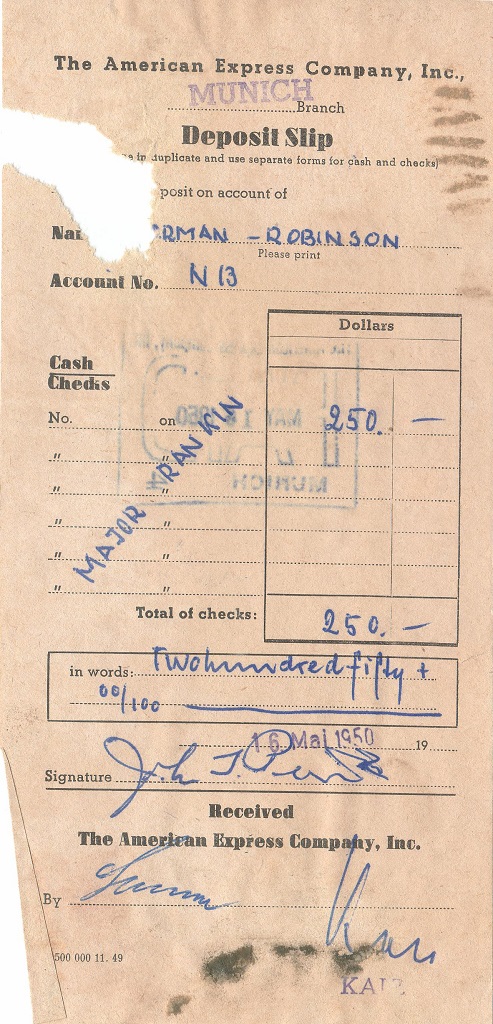 The American Express Company, Inc.,
MUNICH
Branch
Deposit Slip
in duplicate and use separate forms for cash and checks)
posit on account of
RMAN - ROBINSON
Please print
Account No. N 13
Dollars
Cash
Checks
No. on 250. —
" "
" "
" "
" "
" "
MAJOR RANKIN
Total of checks: 250. —
in words: Twohundredfifty +
00/100
16. Mai 1950 19
Signature John T.
Received
The American Express Company, Inc.
By
500 000 11. 49